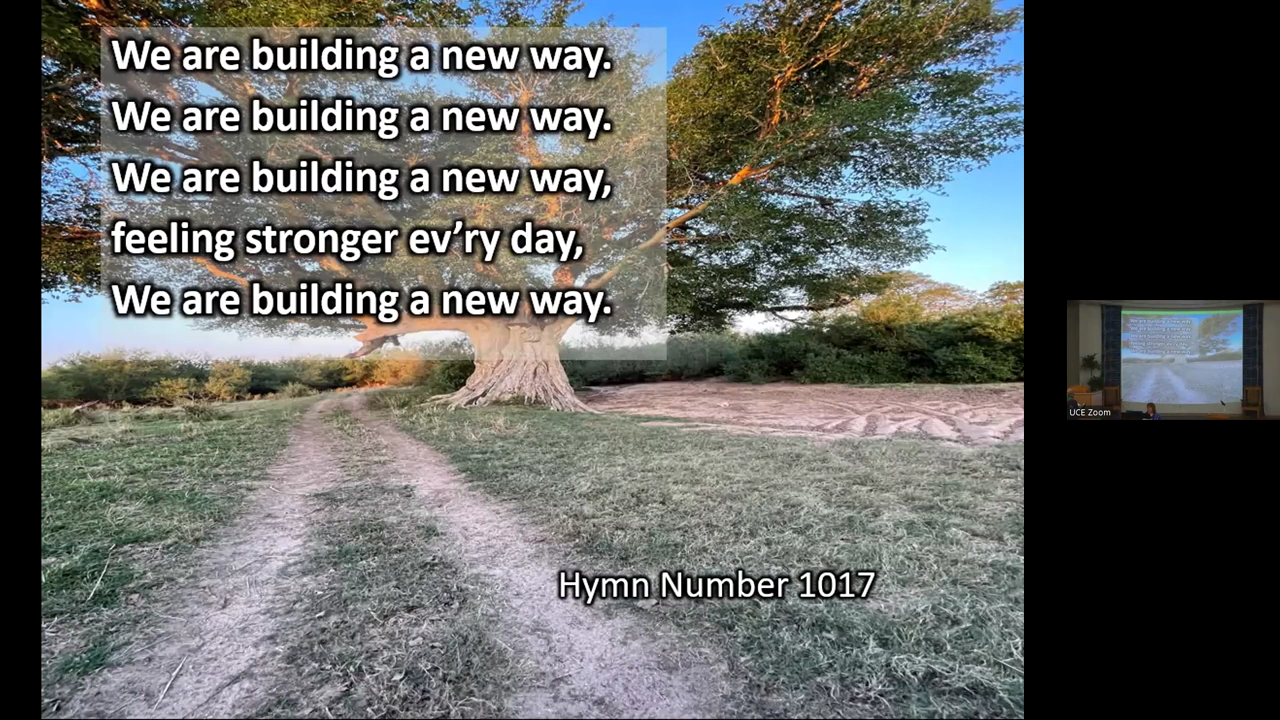 We are building a new way.
We are building a new way.
We are building a new way,
feeling stronger ev’ry day,
We are building a new way.
Hymn Number 1017
UCE Zoom